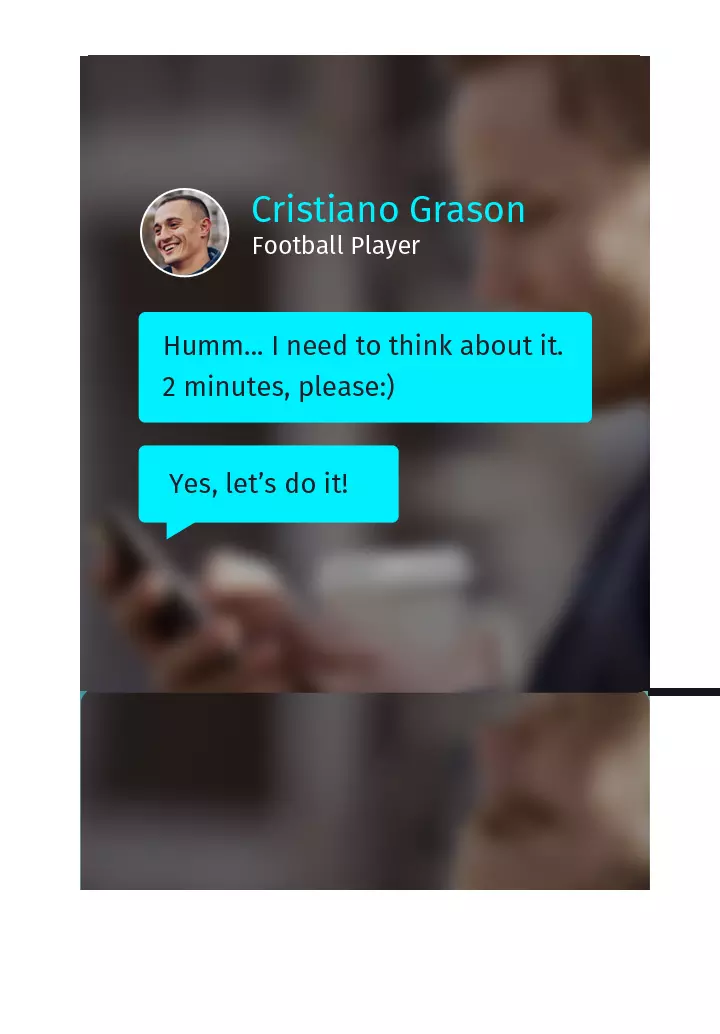 Cristiano Grason
Football Player
Humm... I need to think about it.
2 minutes, please:)
Yes, let’s do it!